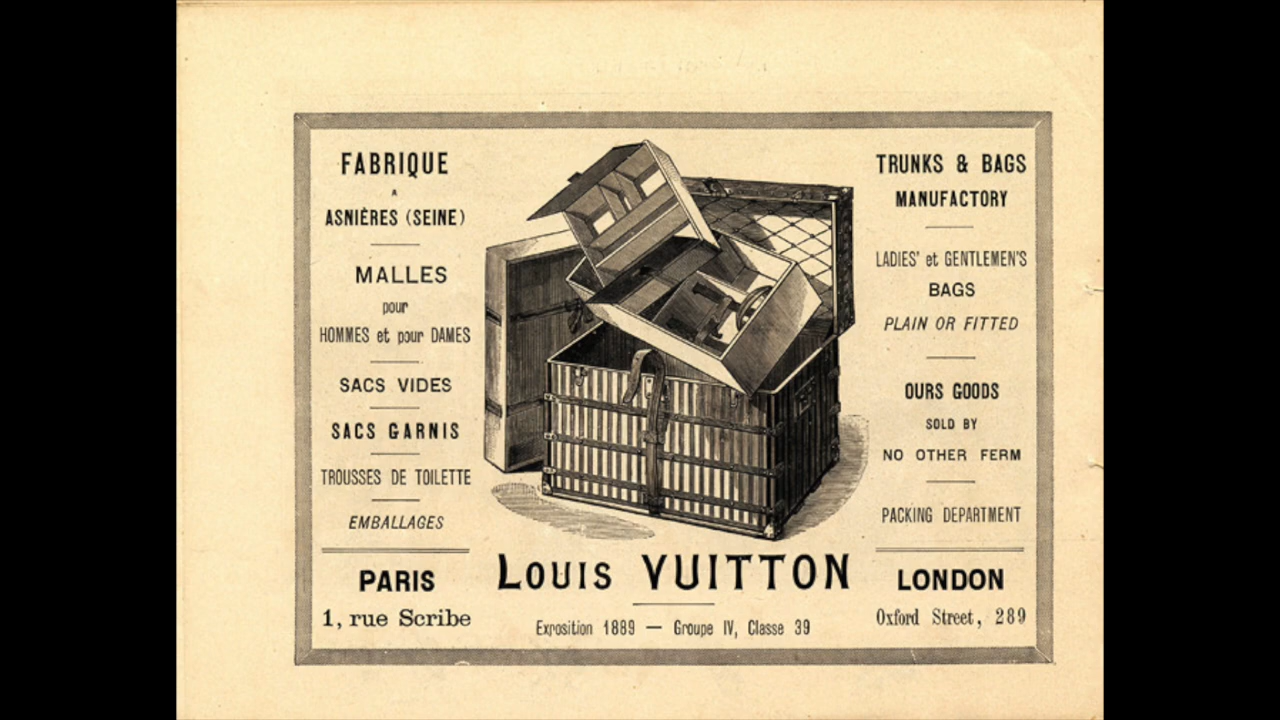 FABRIQUE
A
ASNIÈRES (SEINE)
MALLES
pour
HOMMES et pour DAMES
SACS VIDES
SACS GARNIS
TROUSSES DE TOILETTE
EMBALLAGES
PARIS
1, rue Scribe
LOUIS VUITTON
Exposition 1889 — Groupe IV, Classe 39
TRUNKS & BAGS
MANUFACTORY
LADIES' et GENTLEMEN'S
BAGS
PLAIN OR FITTED
OURS GOODS
SOLD BY
NO OTHER FERM
PACKING DEPARTMENT
LONDON
Oxford Street, 289